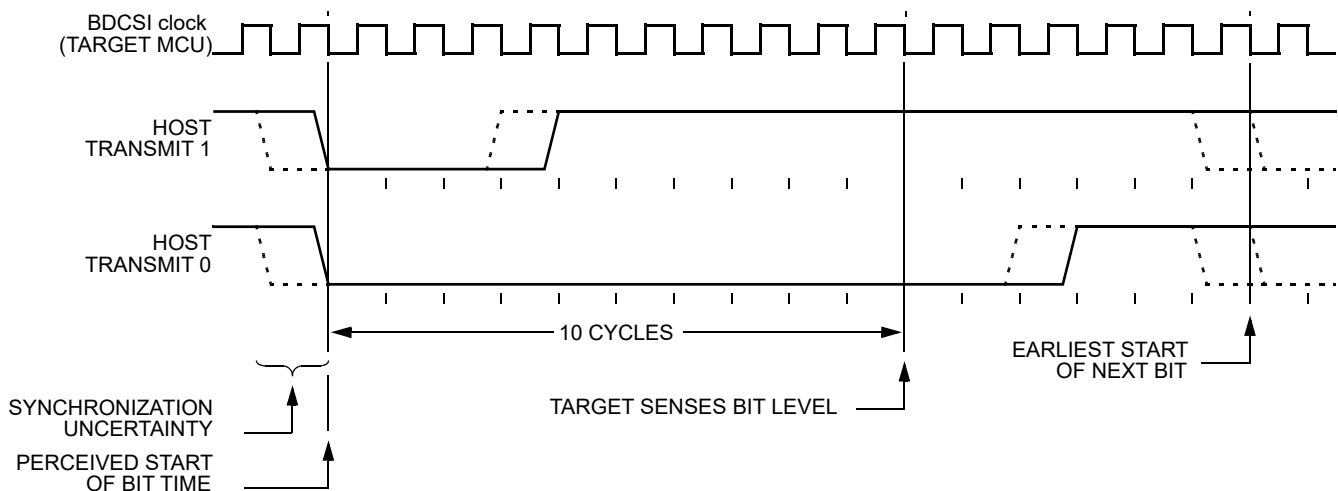 BDCSI clock
(TARGET MCU)
HOST
TRANSMIT 1
HOST
TRANSMIT 0
10 CYCLES
EARLIEST START
OF NEXT BIT
SYNCHRONIZATION
UNCERTAINTY
TARGET SENSES BIT LEVEL
PERCEIVED START
OF BIT TIME